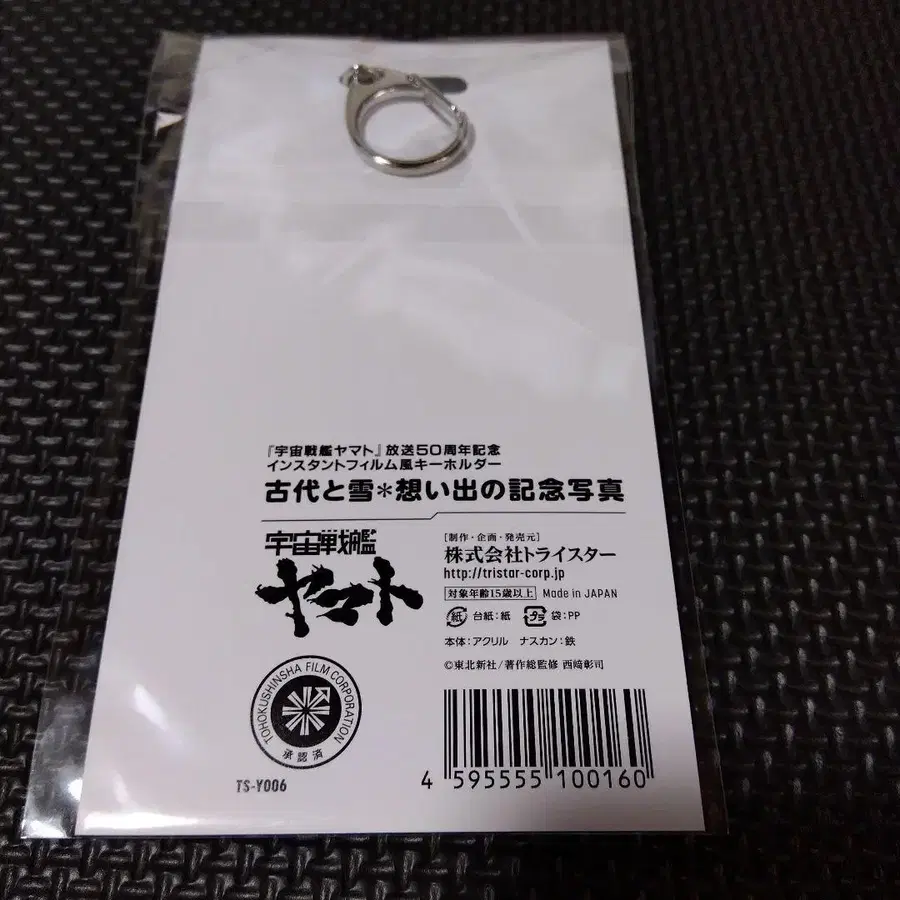 『宇宙戦艦ヤマト』放送50周年記念
インスタントフィルム風キーホルダー
古代と雪＊想い出の記念写真
宇宙戦艦
ヤマト
[制作・企画・発売元]
株式会社トライスター
http://tristar-corp.jp
対象年齢15歳以上 Made in JAPAN
紙 台紙：紙 プラ 袋：PP
本体：アクリル ナスカン：鉄
©東北新社/著作総監修 西﨑彰司
TOHOKUSHINSHA FILM CORPORATION
承認済
TS-Y006
4 595555 100160